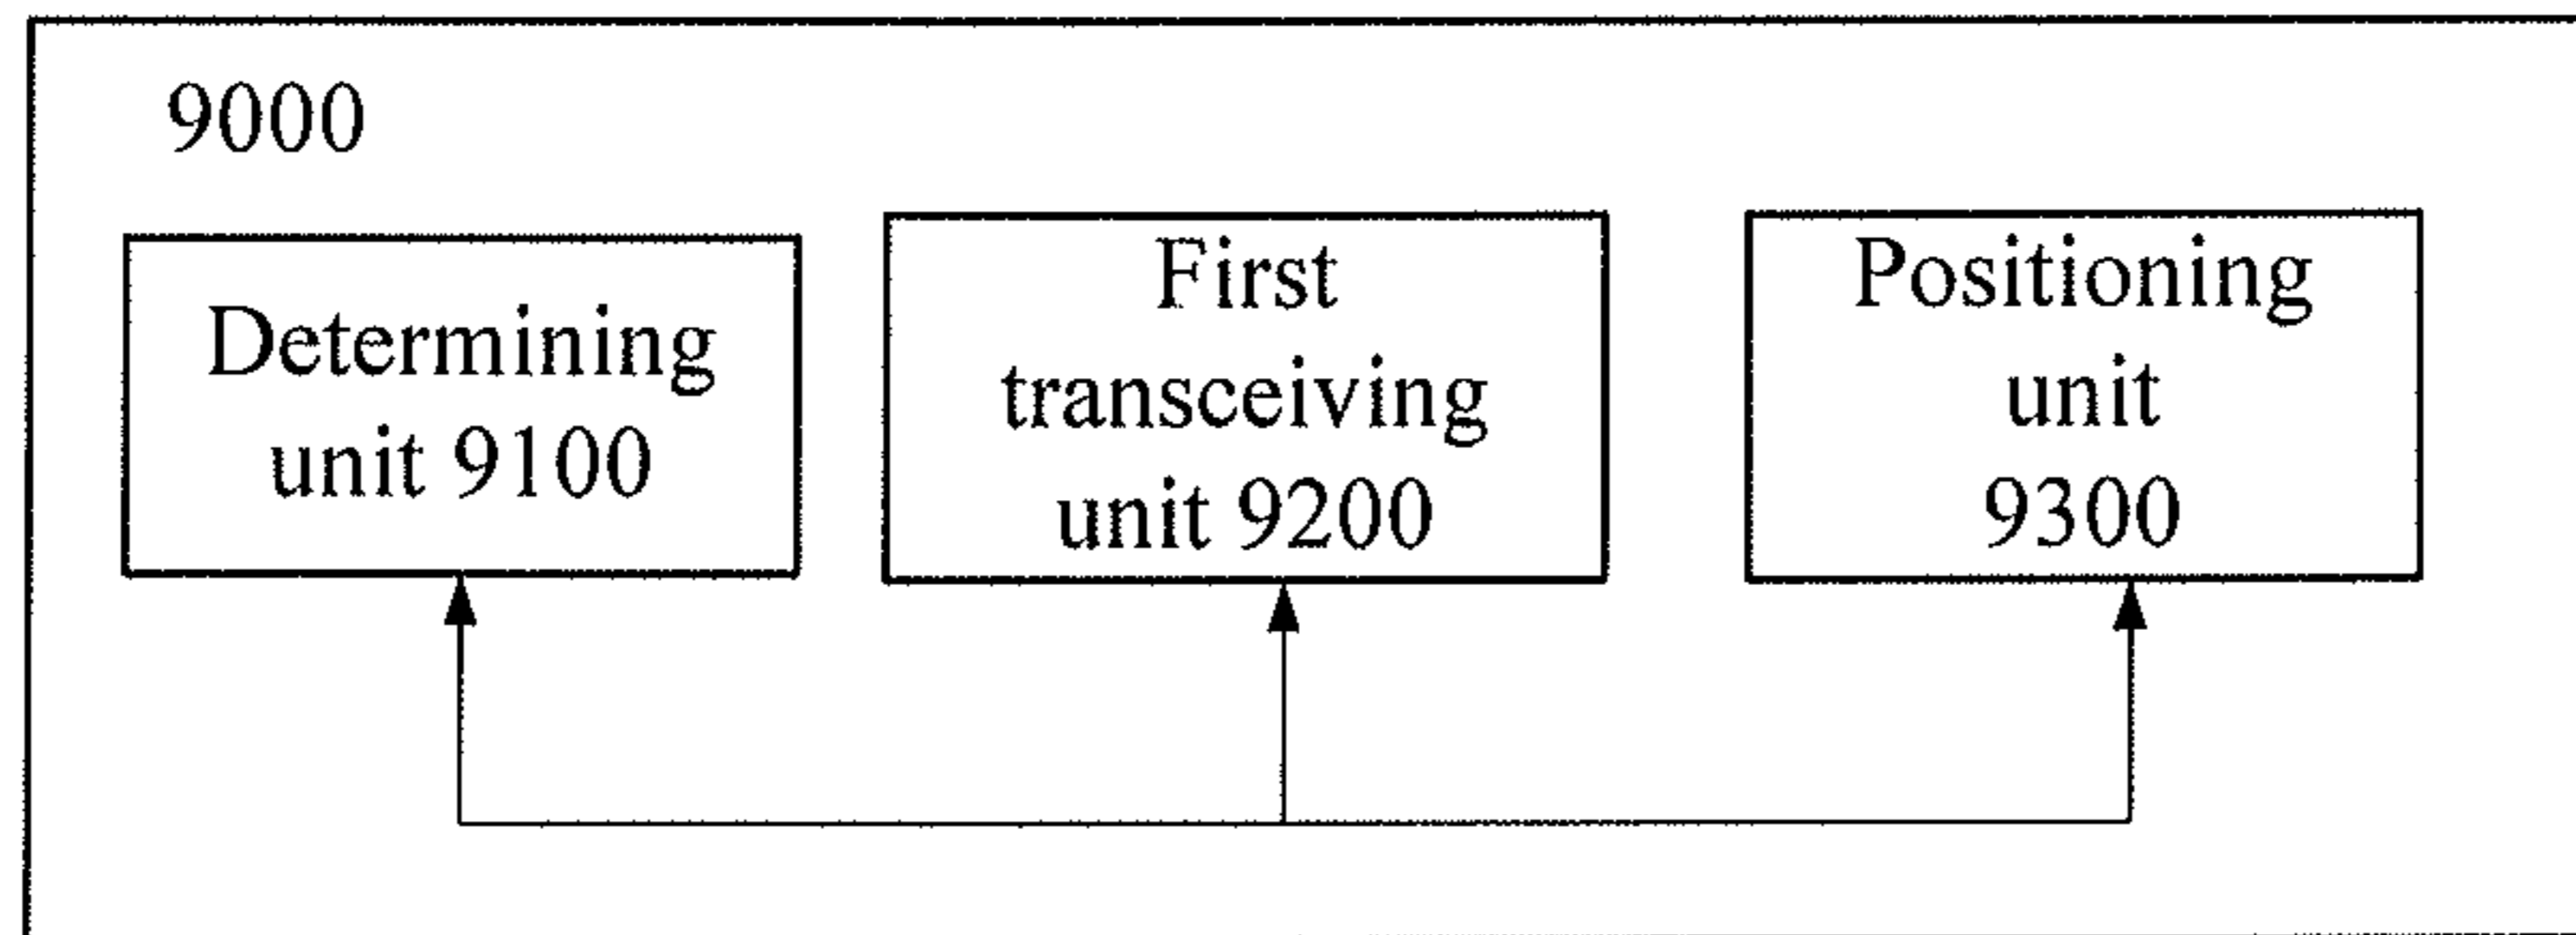 9000
Determining
unit 9100
First
transceiving
unit 9200
Positioning
unit
9300